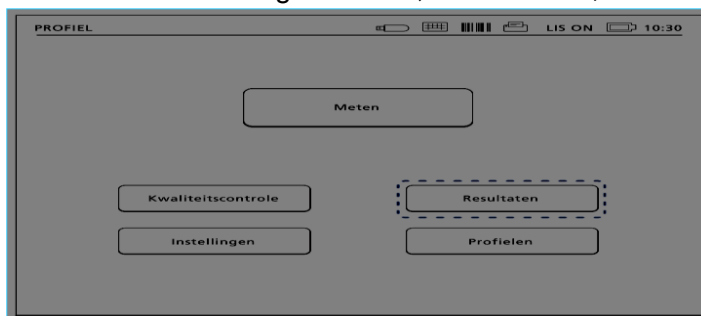 PROFIEL LIS ON 10:30
Meten
Kwaliteitscontrole Resultaten
Instellingen Profielen